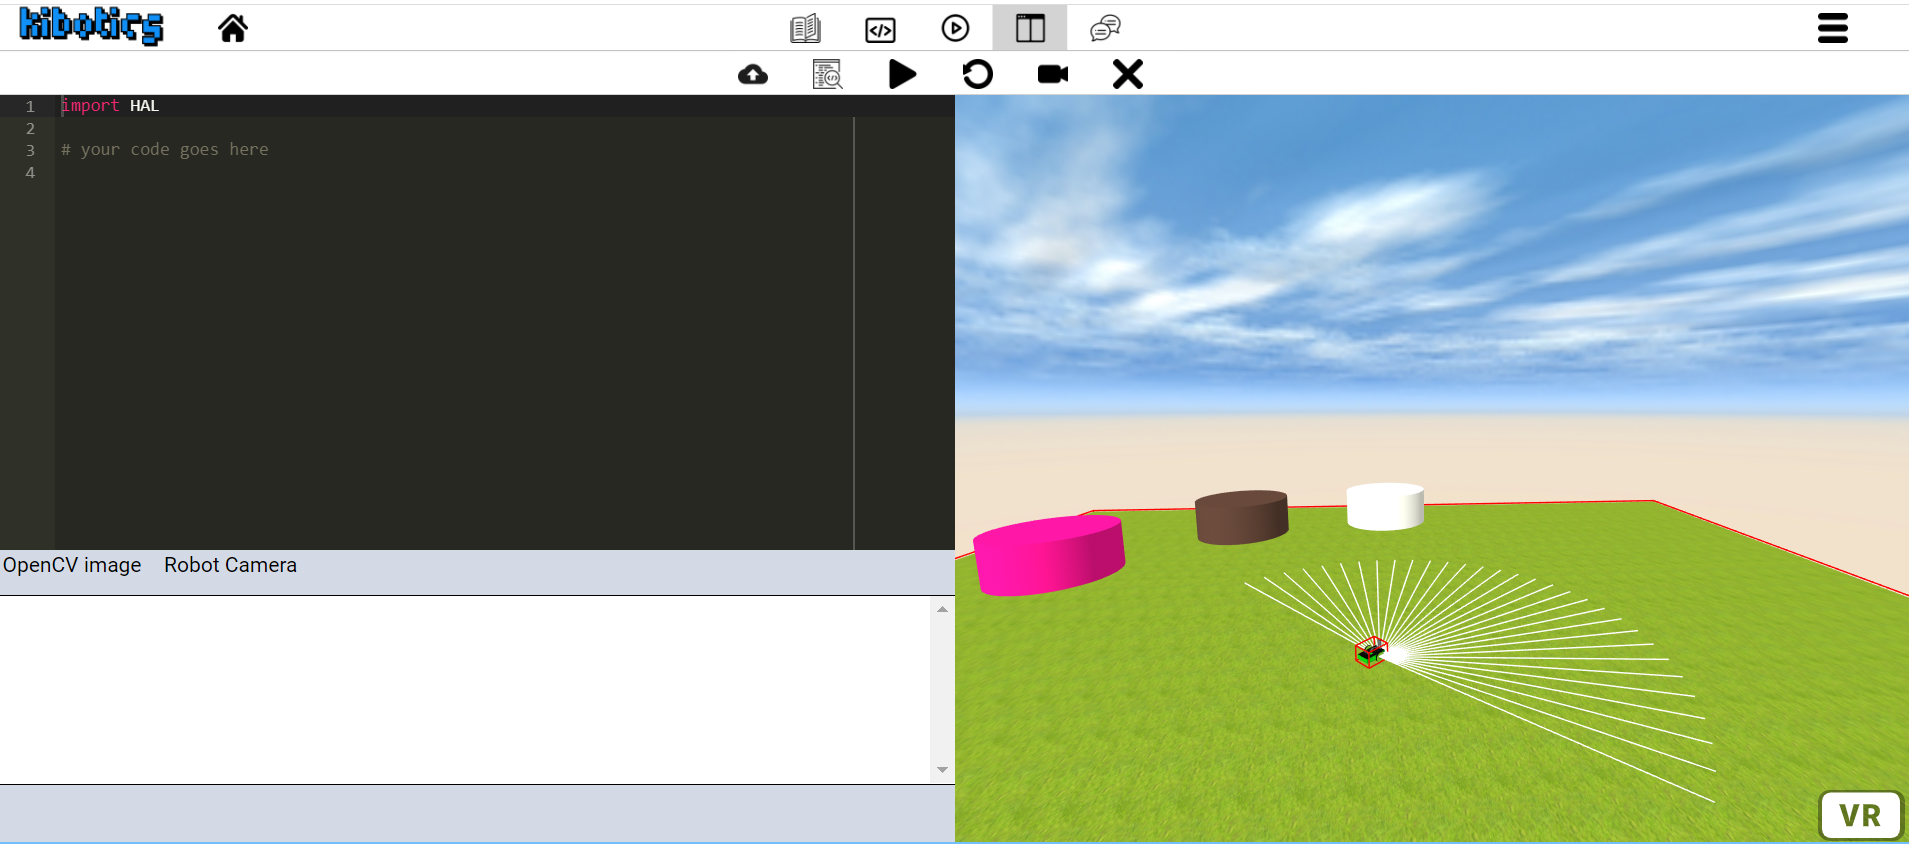 kibotics
1 import HAL
2
3 # your code goes here
4
OpenCV image Robot Camera
VR